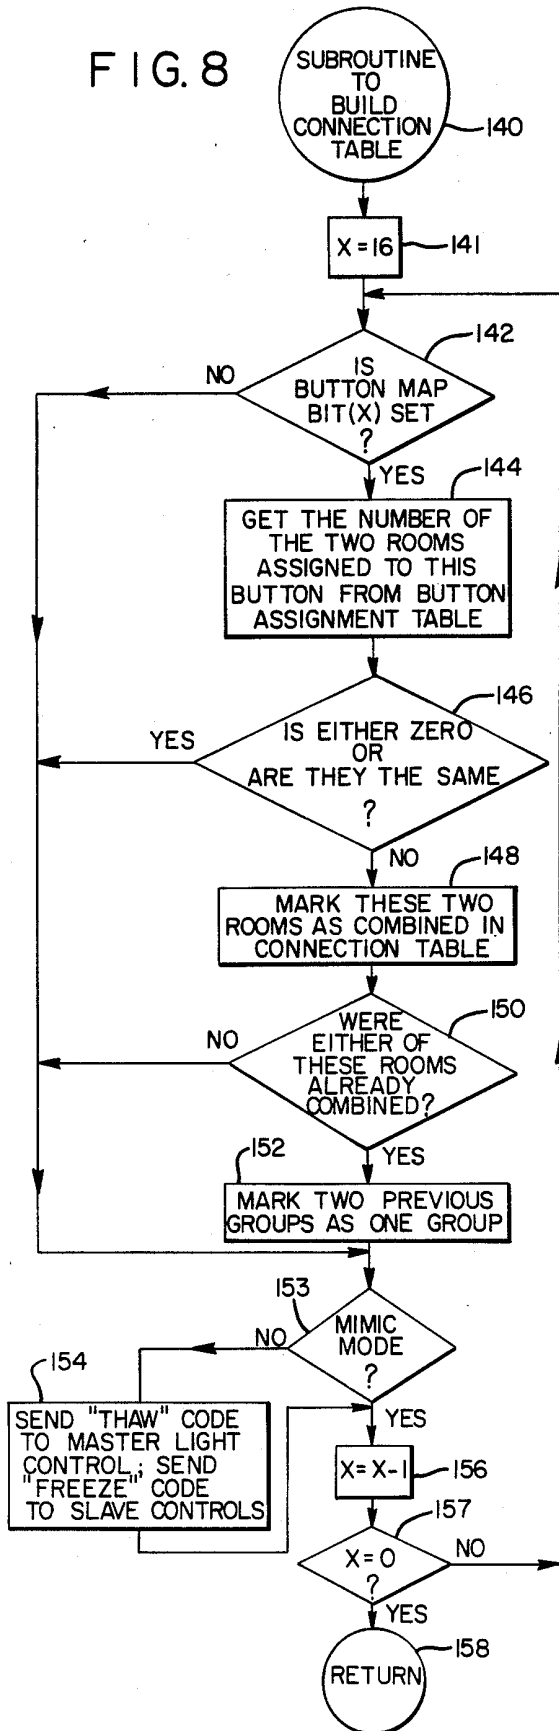 FIG. 8
SUBROUTINE
TO
BUILD
CONNECTION
TABLE
140
X = 16
141
142
IS
BUTTON MAP
BIT(X) SET
?
NO
YES
144
GET THE NUMBER OF
THE TWO ROOMS
ASSIGNED TO THIS
BUTTON FROM BUTTON
ASSIGNMENT TABLE
146
YES
IS EITHER ZERO
OR
ARE THEY THE SAME
?
NO
148
MARK THESE TWO
ROOMS AS COMBINED IN
CONNECTION TABLE
150
NO
WERE
EITHER OF
THESE ROOMS
ALREADY
COMBINED?
YES
152
MARK TWO PREVIOUS
GROUPS AS ONE GROUP
153
NO
MIMIC
MODE
?
YES
154
SEND "THAW" CODE
TO MASTER LIGHT
CONTROL; SEND
"FREEZE" CODE
TO SLAVE CONTROLS
X = X-1
156
157
X = 0
?
NO
YES
158
RETURN